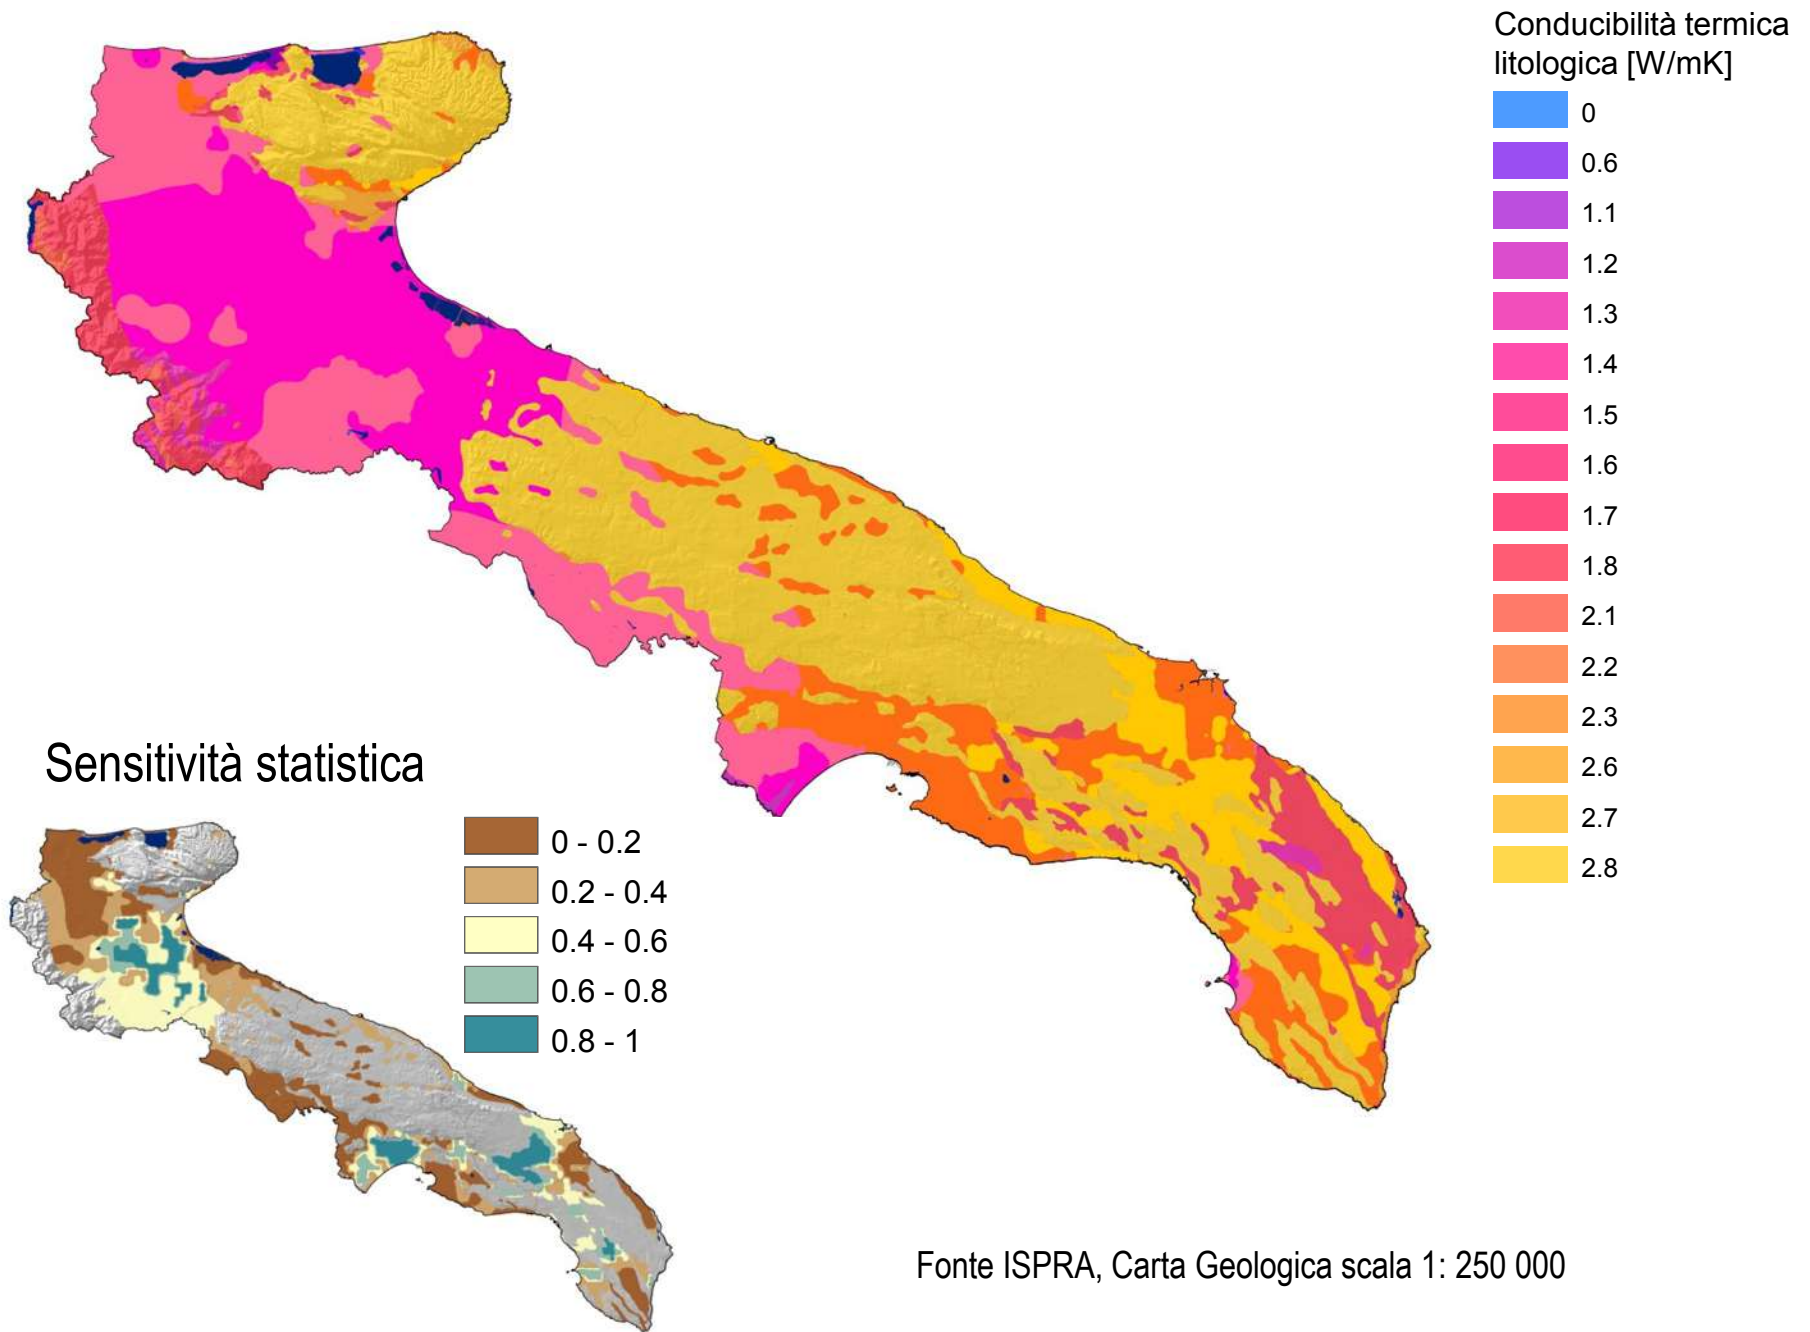 Conducibilità termica
litologica [W/mK]
0
0.6
1.1
1.2
1.3
1.4
1.5
1.6
1.7
1.8
2.1
2.2
2.3
2.6
2.7
2.8
Sensitività statistica
0 - 0.2
0.2 - 0.4
0.4 - 0.6
0.6 - 0.8
0.8 - 1
Fonte ISPRA, Carta Geologica scala 1: 250 000